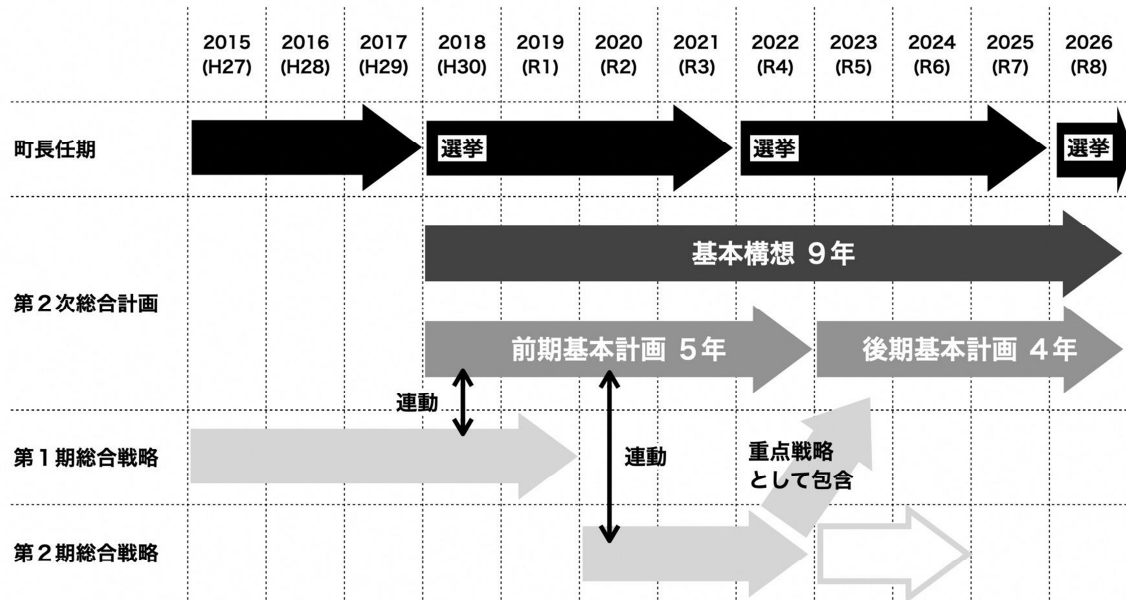 2015 2016 2017 2018 2019 2020 2021 2022 2023 2024 2025 2026
(H27) (H28) (H29) (H30) (R1) (R2) (R3) (R4) (R5) (R6) (R7) (R8)
町長任期 選挙 選挙 選挙
基本構想 9年
第2次総合計画
前期基本計画 5年 後期基本計画 4年
連動
第1期総合戦略 連動 重点戦略
として包含
第2期総合戦略